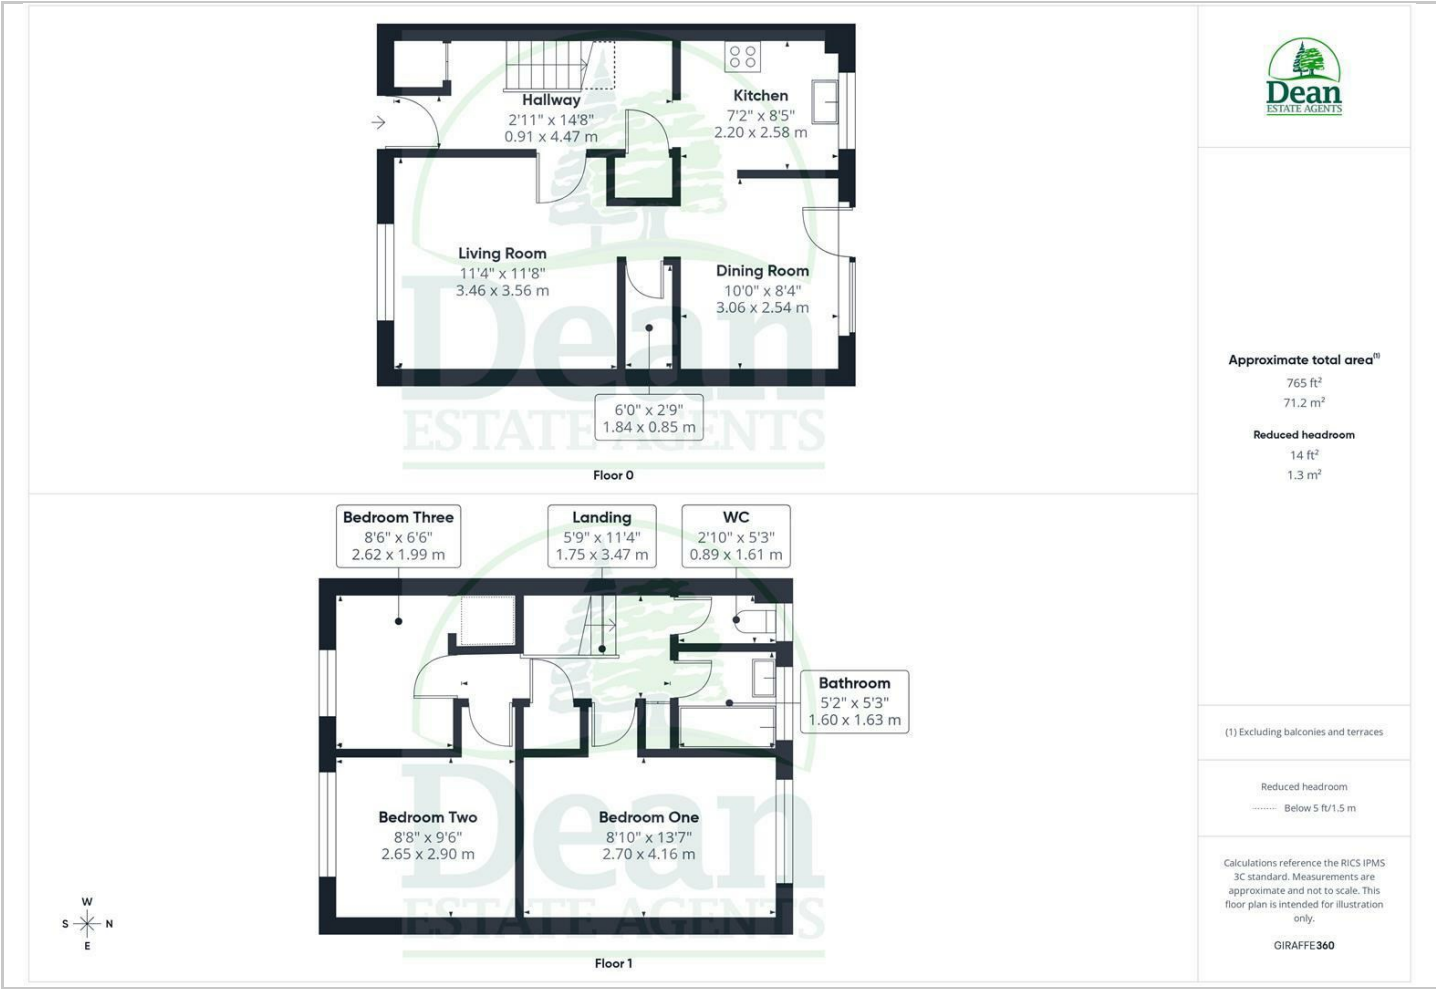 Hallway
2'11" x 14'8"
0.91 x 4.47 m
Kitchen
7'2" x 8'5"
2.20 x 2.58 m
Living Room
11'4" x 11'8"
3.46 x 3.56 m
Dining Room
10'0" x 8'4"
3.06 x 2.54 m
6'0" x 2'9"
1.84 x 0.85 m
Dean
ESTATE AGENTS
Floor 0
Bedroom Three
8'6" x 6'6"
2.62 x 1.99 m
Landing
5'9" x 11'4"
1.75 x 3.47 m
WC
2'10" x 5'3"
0.89 x 1.61 m
Bathroom
5'2" x 5'3"
1.60 x 1.63 m
Bedroom Two
8'8" x 9'6"
2.65 x 2.90 m
Bedroom One
8'10" x 13'7"
2.70 x 4.16 m
Dean
ESTATE AGENTS
W
S N
E
Floor 1
Dean
ESTATE AGENTS
Approximate total area(1)
765 ft²
71.2 m²
Reduced headroom
14 ft²
1.3 m²
(1) Excluding balconies and terraces
Reduced headroom
Below 5 ft/1.5 m
Calculations reference the RICS IPMS
3C standard. Measurements are
approximate and not to scale. This
floor plan is intended for illustration
only.
GIRAFFE360